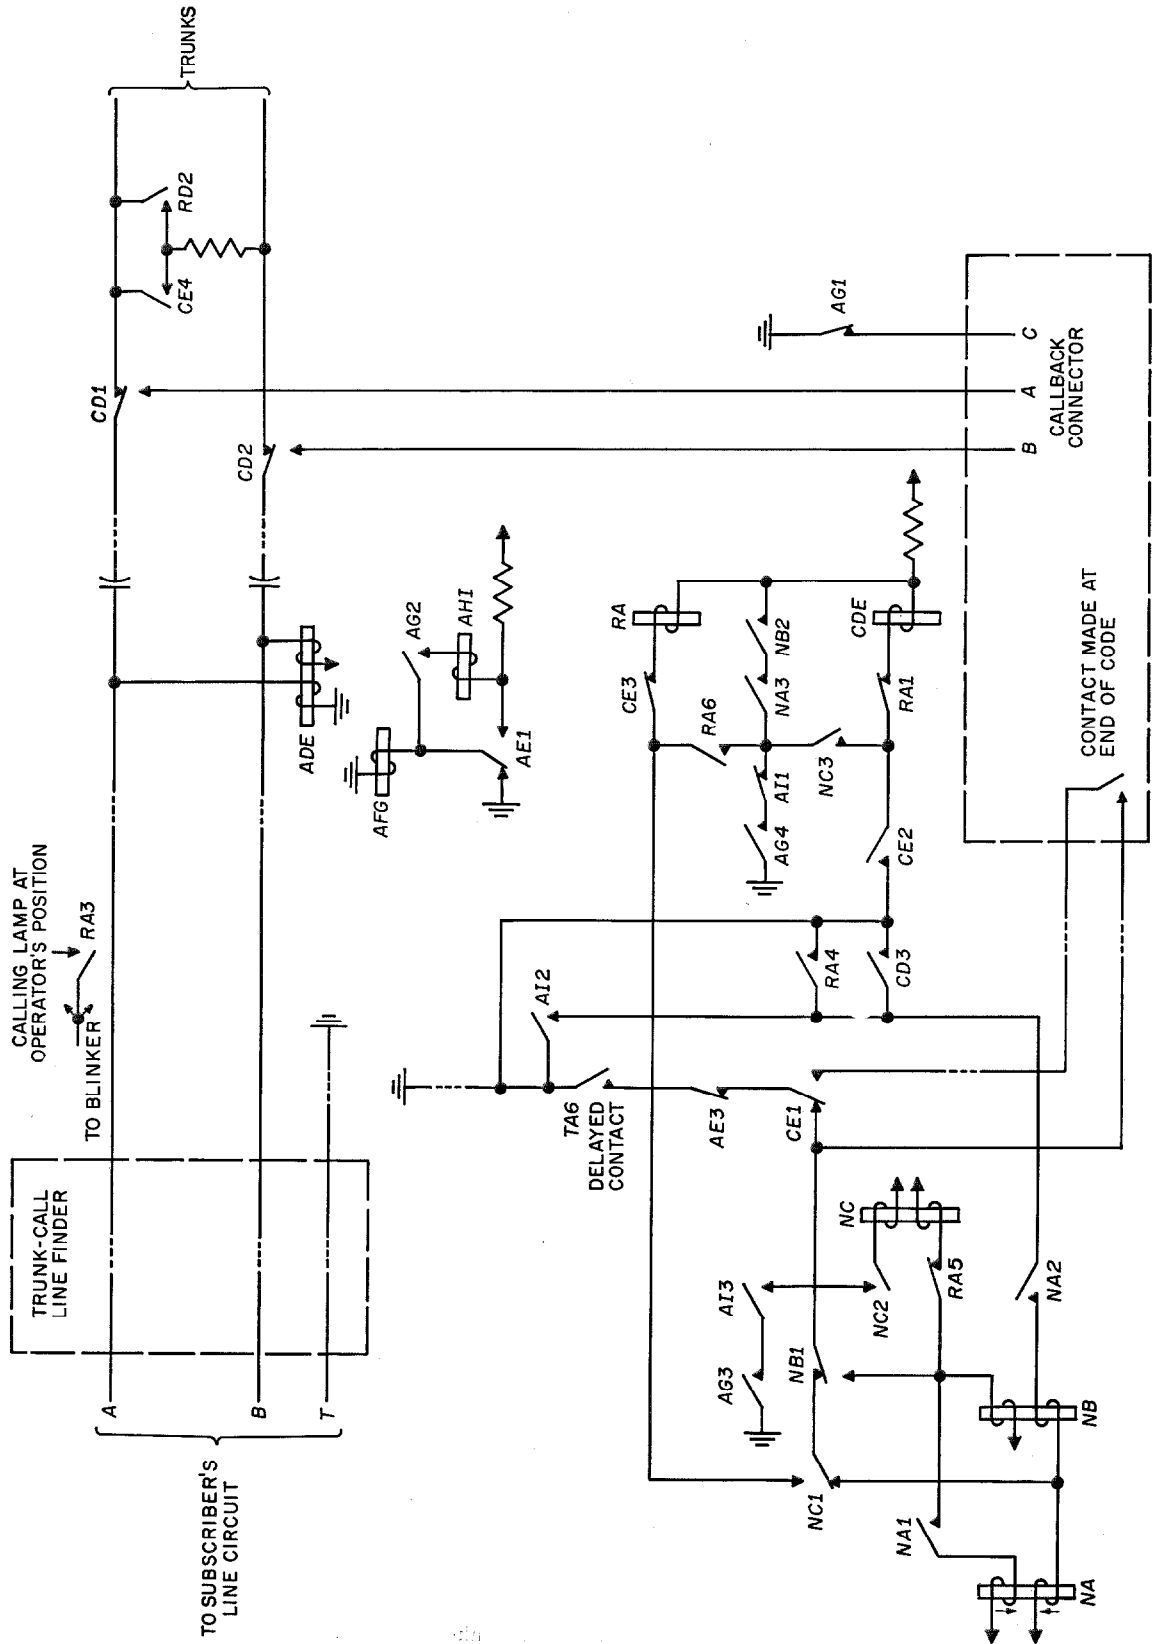 TO SUBSCRIBER'S
LINE CIRCUIT
A
B
T
TRUNK-CALL
LINE FINDER
CALLING LAMP AT
OPERATOR'S POSITION
TO BLINKER
RA3
ADE
AFG
AG2
AHI
AE1
CD1
CD2
CE4
RD2
TRUNKS
AG1
NA
NA1
NB
NC1
NB1
AG3
AI3
NC2
NC
RA5
NA2
TA6
DELAYED
CONTACT
AE3
CE1
AI2
RA4
CD3
CE2
AG4
AI1
NC3
RA6
CE3
NA3
NB2
RA
RA1
CDE
CONTACT MADE AT
END OF CODE
B
A
C
CALLBACK
CONNECTOR